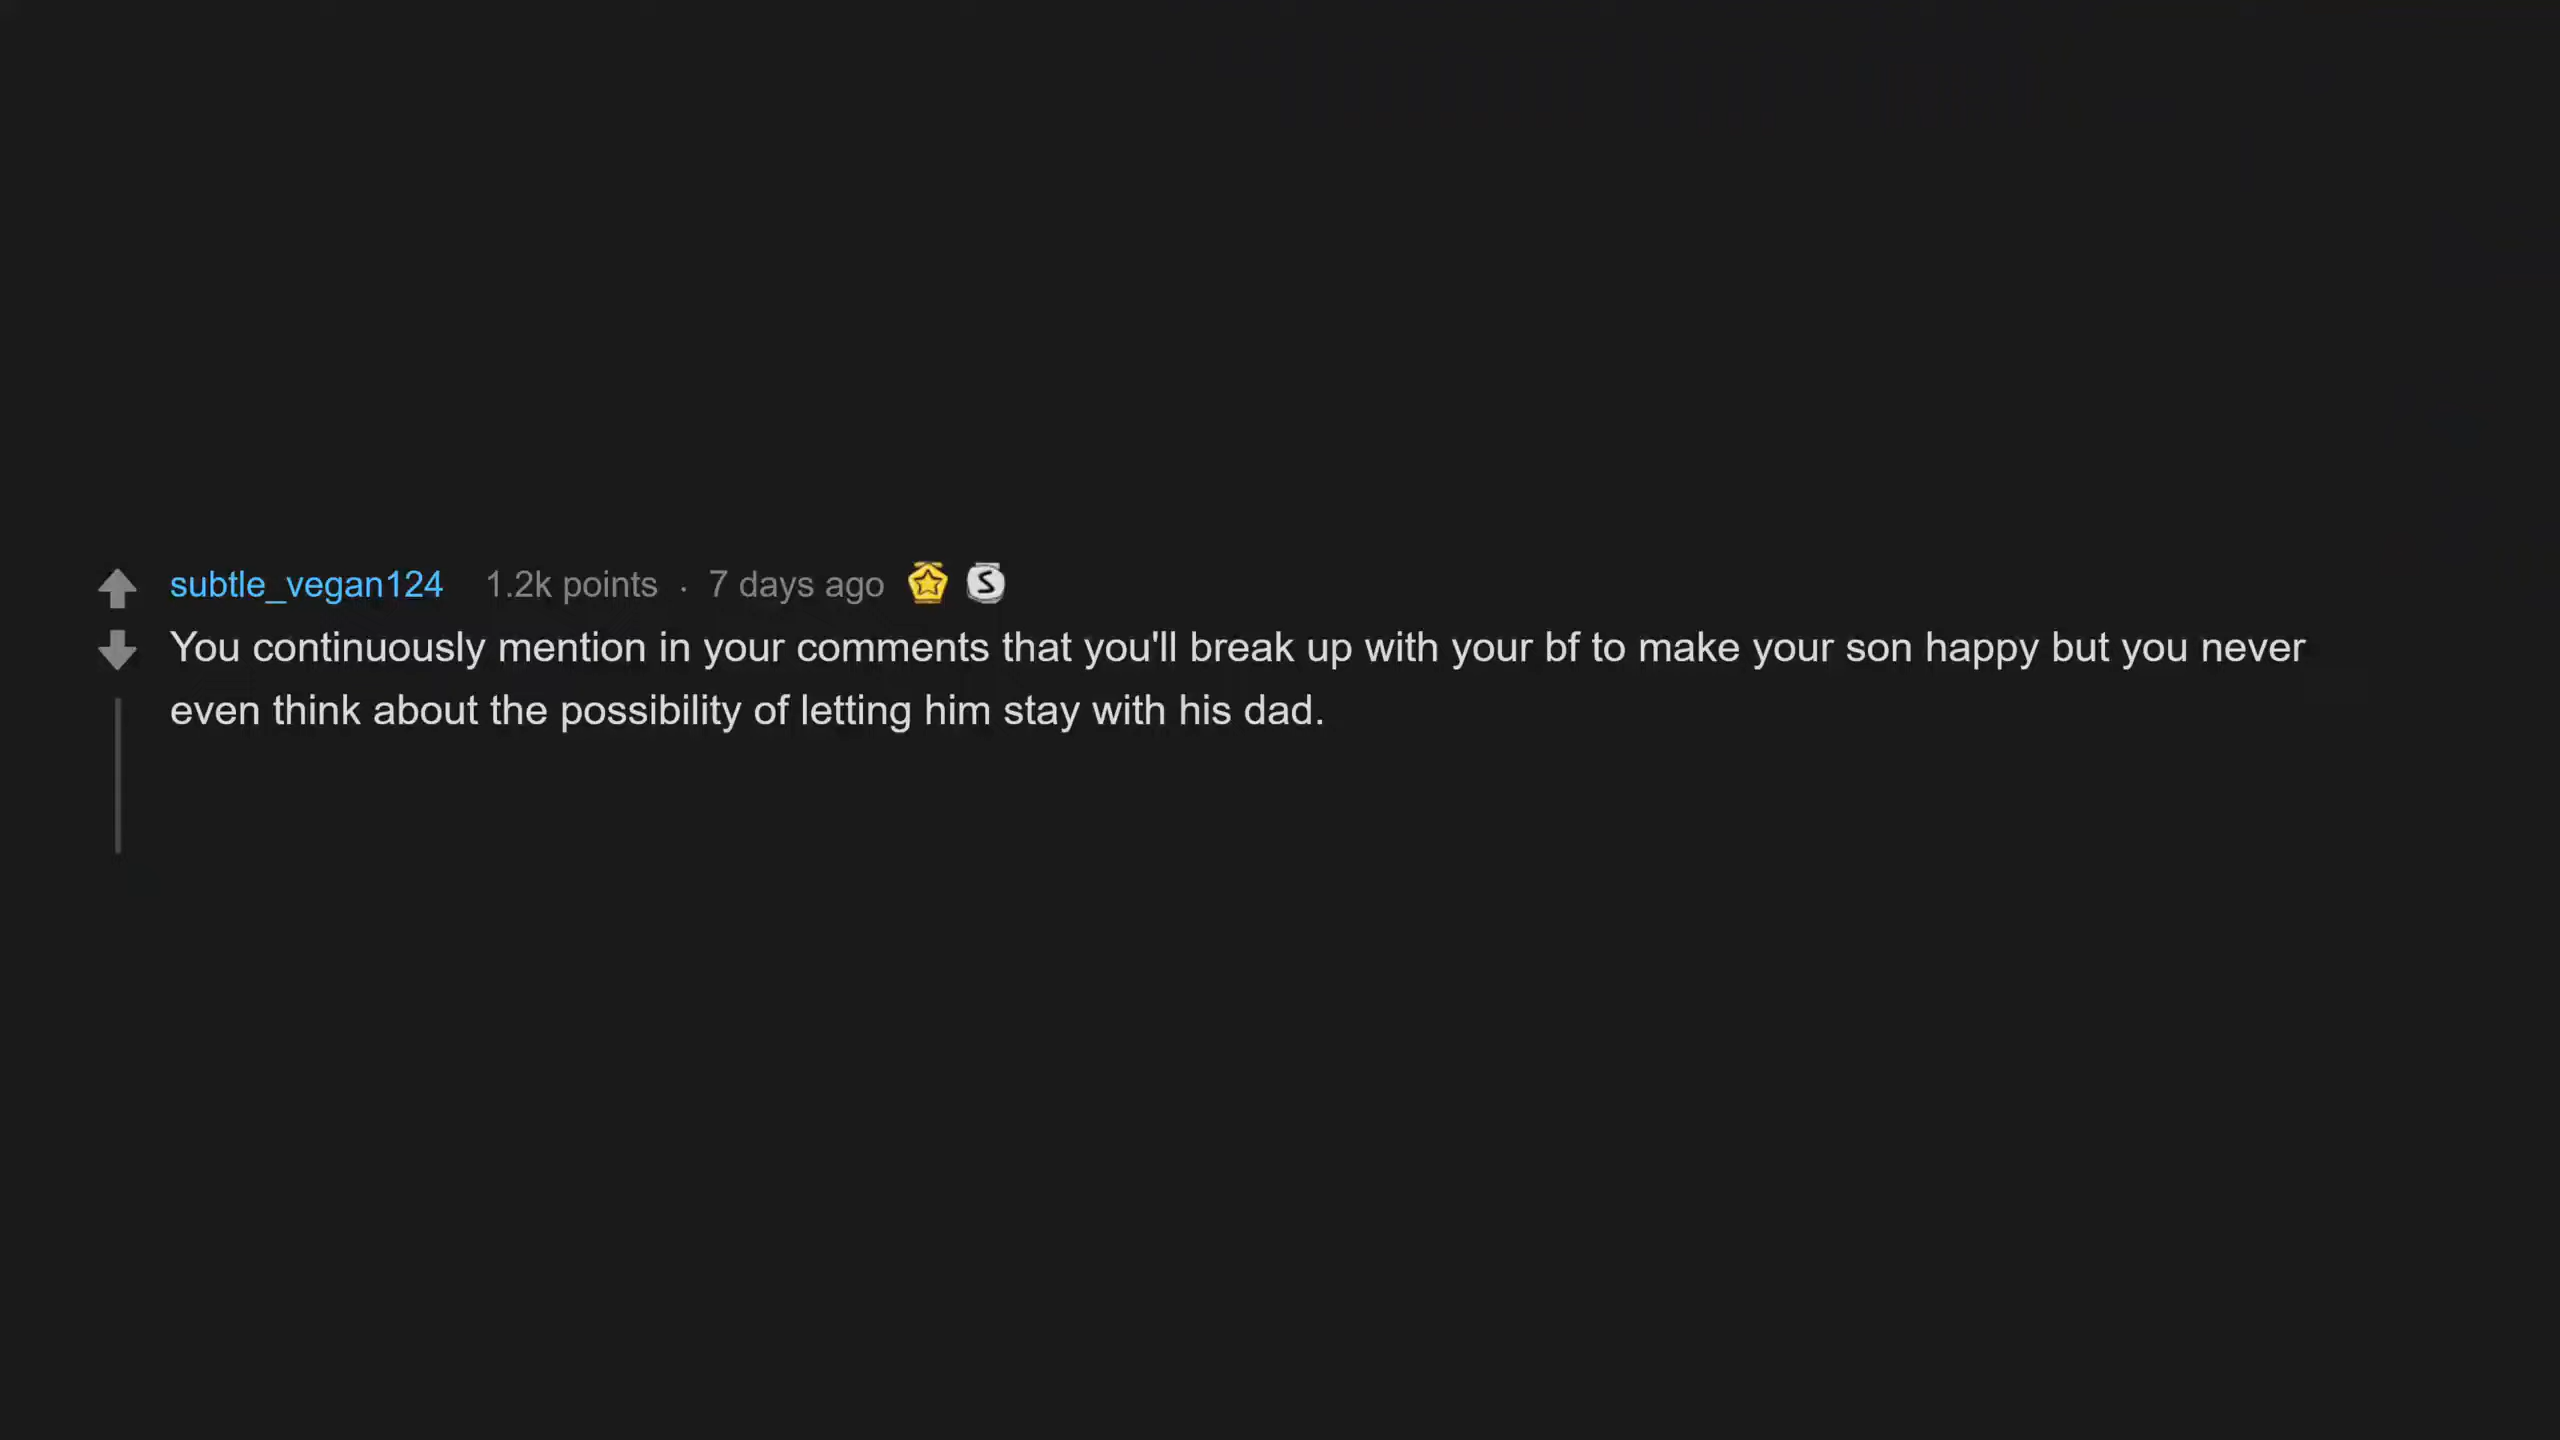 subtle_vegan124 1.2k points · 7 days ago S
You continuously mention in your comments that you'll break up with your bf to make your son happy but you never
even think about the possibility of letting him stay with his dad.